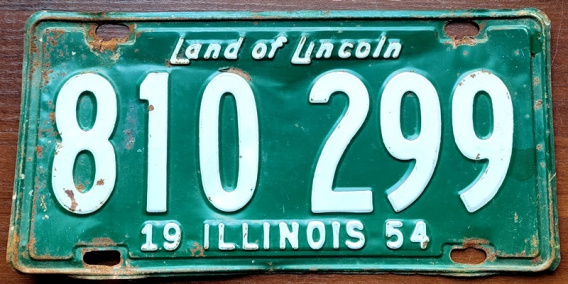 Land of Lincoln
810 299
19 ILLINOIS 54